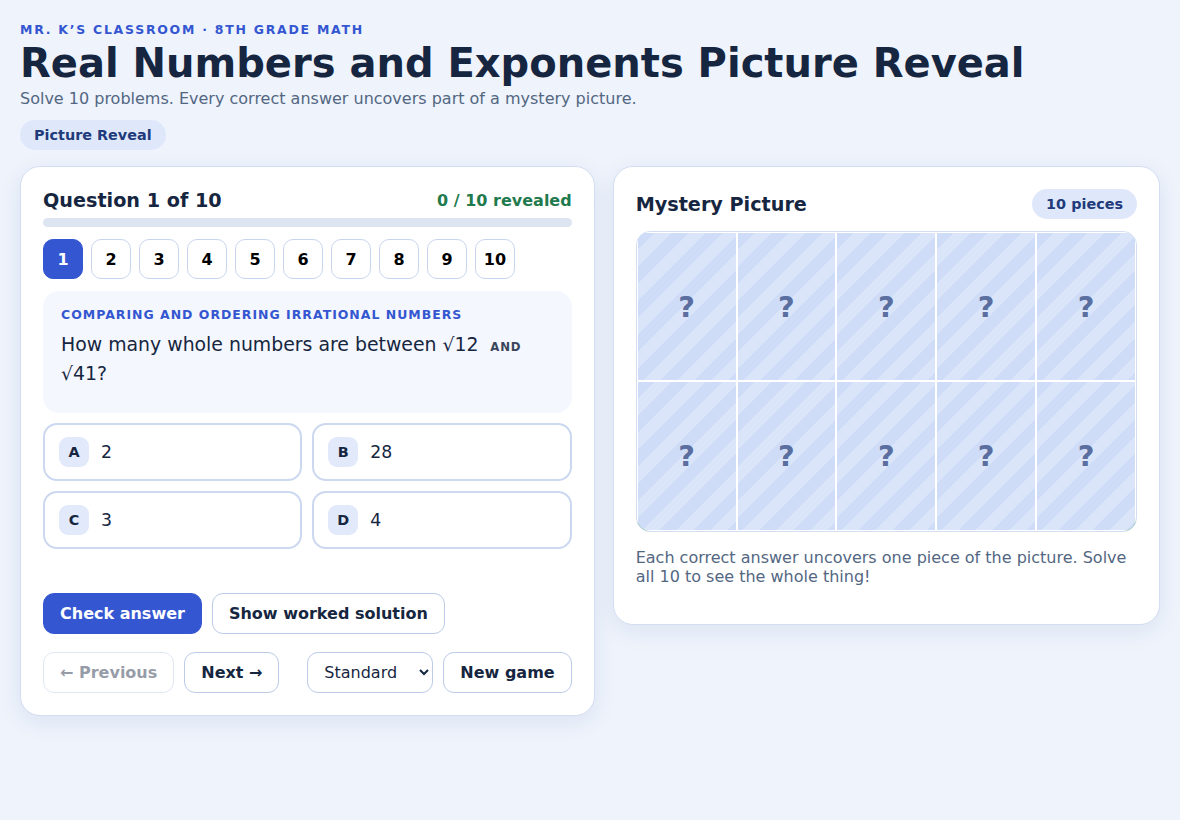 MR. K'S CLASSROOM · 8TH GRADE MATH
Real Numbers and Exponents Picture Reveal
Solve 10 problems. Every correct answer uncovers part of a mystery picture.
Picture Reveal
Question 1 of 10
0 / 10 revealed
1 2 3 4 5 6 7 8 9 10
COMPARING AND ORDERING IRRATIONAL NUMBERS
How many whole numbers are between √12 AND
√41?
A 2
B 28
C 3
D 4
Check answer
Show worked solution
← Previous
Next →
Standard
New game
Mystery Picture
10 pieces
? ? ? ? ?
? ? ? ? ?
Each correct answer uncovers one piece of the picture. Solve
all 10 to see the whole thing!